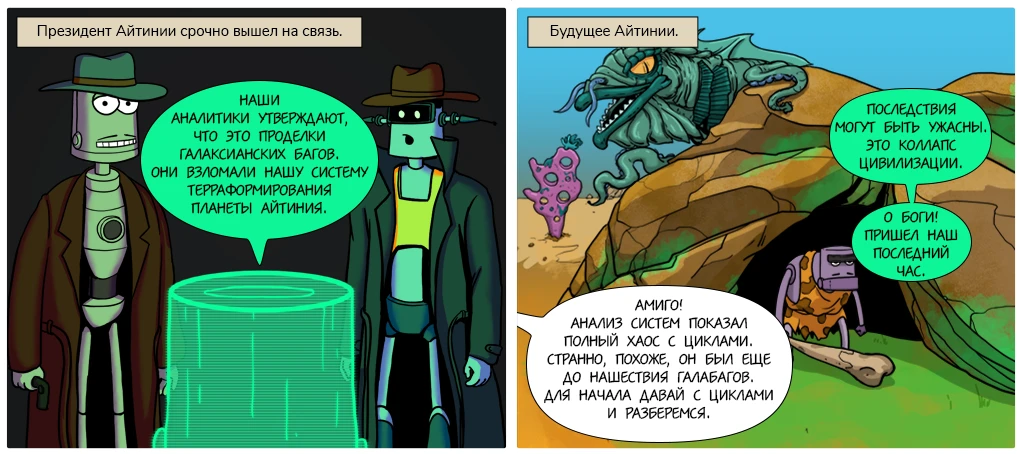 Президент Айтинии срочно вышел на связь.
НАШИ
АНАЛИТИКИ УТВЕРЖДАЮТ,
ЧТО ЭТО ПРОДЕЛКИ
ГАЛАКСИАНСКИХ БАГОВ.
ОНИ ВЗЛОМАЛИ НАШУ СИСТЕМУ
ТЕРРАФОРМИРОВАНИЯ
ПЛАНЕТЫ АЙТИНИЯ.
Будущее Айтинии.
ПОСЛЕДСТВИЯ
МОГУТ БЫТЬ УЖАСНЫ.
ЭТО КОЛЛАПС
ЦИВИЛИЗАЦИИ.
О БОГИ!
ПРИШЕЛ НАШ
ПОСЛЕДНИЙ
ЧАС.
АМИГО!
АНАЛИЗ СИСТЕМ ПОКАЗАЛ
ПОЛНЫЙ ХАОС С ЦИКЛАМИ.
СТРАННО, ПОХОЖЕ, ОН БЫЛ ЕЩЕ
ДО НАШЕСТВИЯ ГАЛАБАГОВ.
ДЛЯ НАЧАЛА ДАВАЙ С ЦИКЛАМИ
И РАЗБЕРЕМСЯ.